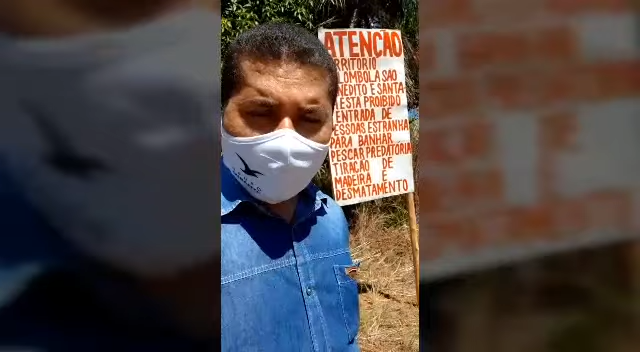 ATENÇÃO
RRITORIO
LOMBOLA SAO
NEDITO E SANTA
ESTA PROIBIDO
ENTRADA DE
ESSOAS ESTRANHA
PARA BANHAR
PESCAR PREDATORIA
TIRAÇÃO DE
MADEIRA E
DESMATAMENTO